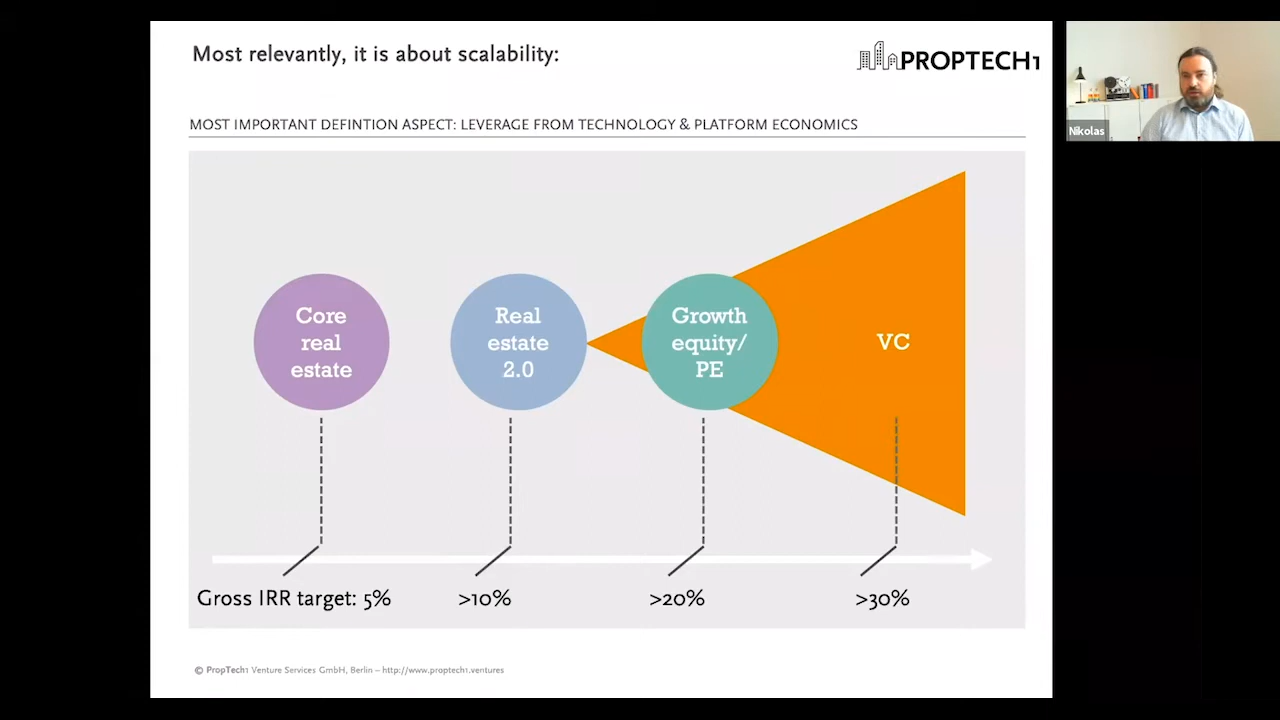 Most relevantly, it is about scalability:
PROPTECH1
Nikolas
MOST IMPORTANT DEFINTION ASPECT: LEVERAGE FROM TECHNOLOGY & PLATFORM ECONOMICS
Core
real
estate
Real
estate
2.0
Growth
equity/
PE
VC
Gross IRR target: 5%
>10%
>20%
>30%
© PropTech1 Venture Services GmbH, Berlin – http://www.proptech1.ventures